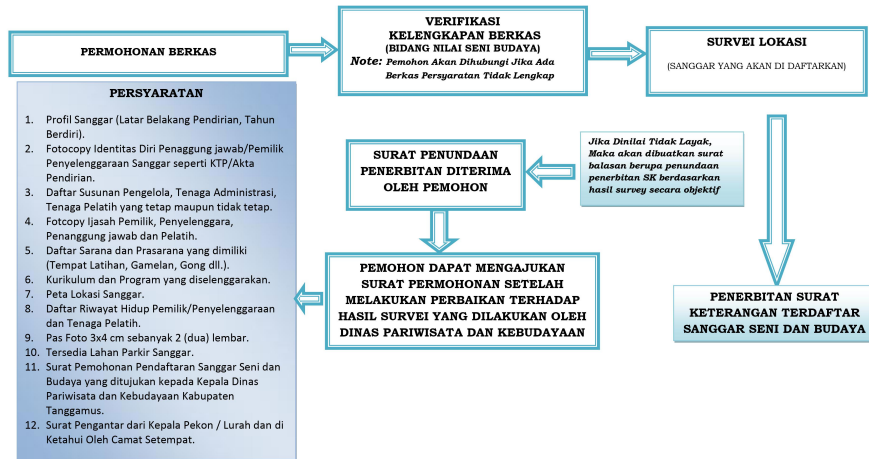 PERMOHONAN BERKAS
VERIFIKASI
KELENGKAPAN BERKAS
(BIDANG NILAI SENI BUDAYA)
Note: Pemohon Akan Dihubungi Jika Ada
Berkas Persyaratan Tidak Lengkap
SURVEI LOKASI
(SANGGAR YANG AKAN DI DAFTARKAN)
PERSYARATAN
1. Profil Sanggar (Latar Belakang Pendirian, Tahun
Berdiri).
2. Fotocopy Identitas Diri Penaggung jawab/Pemilik
Penyelenggaraan Sanggar seperti KTP/Akta
Pendirian.
3. Daftar Susunan Pengelola, Tenaga Administrasi,
Tenaga Pelatih yang tetap maupun tidak tetap.
4. Fotcopy Ijasah Pemilik, Penyelenggara,
Penanggung jawab dan Pelatih.
5. Daftar Sarana dan Prasarana yang dimiliki
(Tempat Latihan, Gamelan, Gong dll.).
6. Kurikulum dan Program yang diselenggarakan.
7. Peta Lokasi Sanggar.
8. Daftar Riwayat Hidup Pemilik/Penyelenggaraan
dan Tenaga Pelatih.
9. Pas Foto 3x4 cm sebanyak 2 (dua) lembar.
10. Tersedia Lahan Parkir Sanggar.
11. Surat Pemohonan Pendaftaran Sanggar Seni dan
Budaya yang ditujukan kepada Kepala Dinas
Pariwisata dan Kebudayaan Kabupaten
Tanggamus.
12. Surat Pengantar dari Kepala Pekon / Lurah dan di
Ketahui Oleh Camat Setempat.
SURAT PENUNDAAN
PENERBITAN DITERIMA
OLEH PEMOHON
Jika Dinilai Tidak Layak,
Maka akan dibuatkan surat
balasan berupa penundaan
penerbitan SK berdasarkan
hasil survey secara objektif
PEMOHON DAPAT MENGAJUKAN
SURAT PERMOHONAN SETELAH
MELAKUKAN PERBAIKAN TERHADAP
HASIL SURVEI YANG DILAKUKAN OLEH
DINAS PARIWISATA DAN KEBUDAYAAN
PENERBITAN SURAT
KETERANGAN TERDAFTAR
SANGGAR SENI DAN BUDAYA